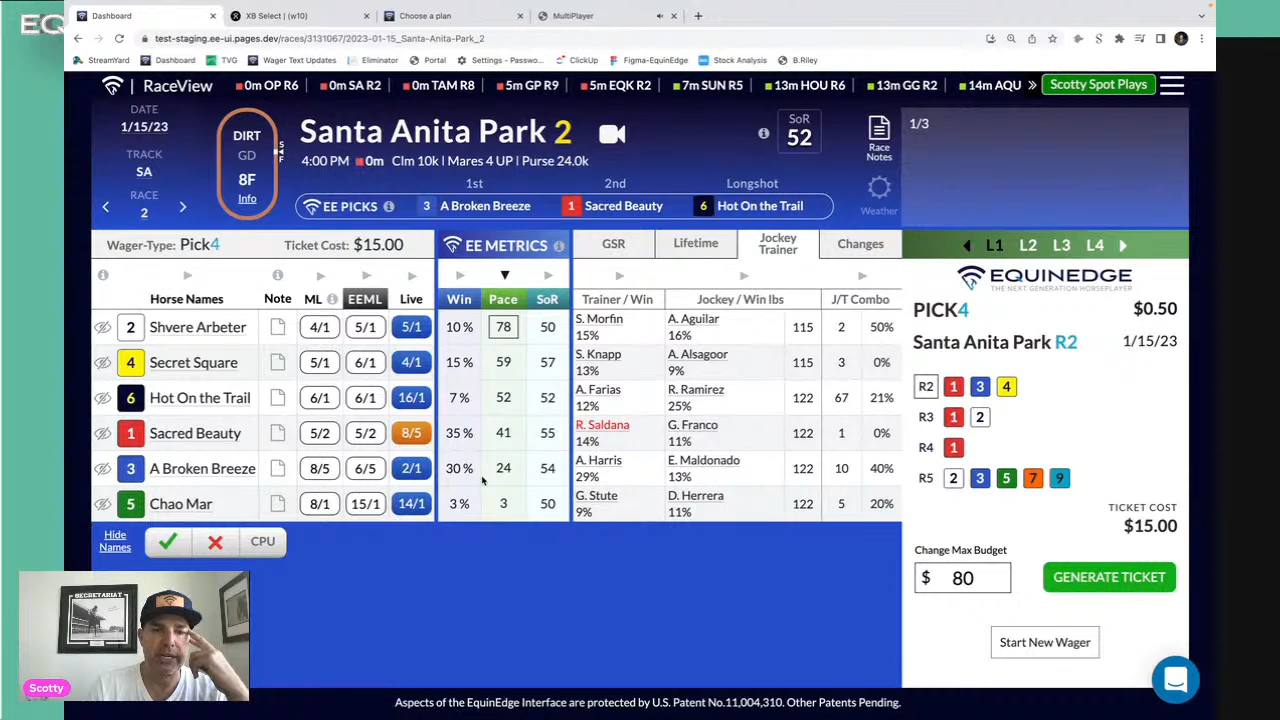 EQ
Dashboard
XB Select | (w10)
Choose a plan
MultiPlayer
test-staging.ee-ui.pages.dev/races/3131067/2023-01-15_Santa-Anita-Park_2
StreamYard Dashboard TVG Wager Text Updates Eliminator Portal Settings - Passwo... ClickUp Figma-EquinEdge Stock Analysis B.Riley
RaceView 0m OP R6 0m SA R2 0m TAM R8 5m GP R9 5m EQK R2 7m SUN R5 13m HOU R6 13m GG R2 14m AQU » Scotty Spot Plays
DATE
1/15/23
TRACK
SA
RACE
2
DIRT
GD
8F
Info
S
F
Santa Anita Park 2
4:00 PM 0m Clm 10k | Mares 4 UP | Purse 24.0k
SoR
52
Race
Notes
Weather
1/3
1st 2nd Longshot
EE PICKS 3 A Broken Breeze 1 Sacred Beauty 6 Hot On the Trail
Wager-Type: Pick4 Ticket Cost: $15.00
EE METRICS
GSR Lifetime Jockey Trainer Changes
Horse Names Note ML EEML Live Win Pace SoR Trainer / Win Jockey / Win lbs J/T Combo
2 Shvere Arbeter 4/1 5/1 5/1 10 % 78 50 S. Morfin 15% A. Aguilar 16% 115 2 50%
4 Secret Square 5/1 6/1 4/1 15 % 59 57 S. Knapp 13% A. Alsagoor 9% 115 3 0%
6 Hot On the Trail 6/1 6/1 16/1 7 % 52 52 A. Farias 12% R. Ramirez 25% 122 67 21%
1 Sacred Beauty 5/2 5/2 8/5 35 % 41 55 R. Saldana 14% G. Franco 11% 122 1 0%
3 A Broken Breeze 8/5 6/5 2/1 30 % 24 54 A. Harris 29% E. Maldonado 13% 122 10 40%
5 Chao Mar 8/1 15/1 14/1 3 % 3 50 G. Stute 9% D. Herrera 11% 122 5 20%
Hide
Names
CPU
L1 L2 L3 L4
EQUINEDGE
THE NEXT GENERATION HORSEPLAYER
PICK4 $0.50
Santa Anita Park R2 1/15/23
R2 1 3 4
R3 1 2
R4 1
R5 2 3 5 7 9
TICKET COST
$15.00
Change Max Budget
$ 80
GENERATE TICKET
Start New Wager
SECRETARIAT
Scotty
Aspects of the EquinEdge Interface are protected by U.S. Patent No.11,004,310. Other Patents Pending.